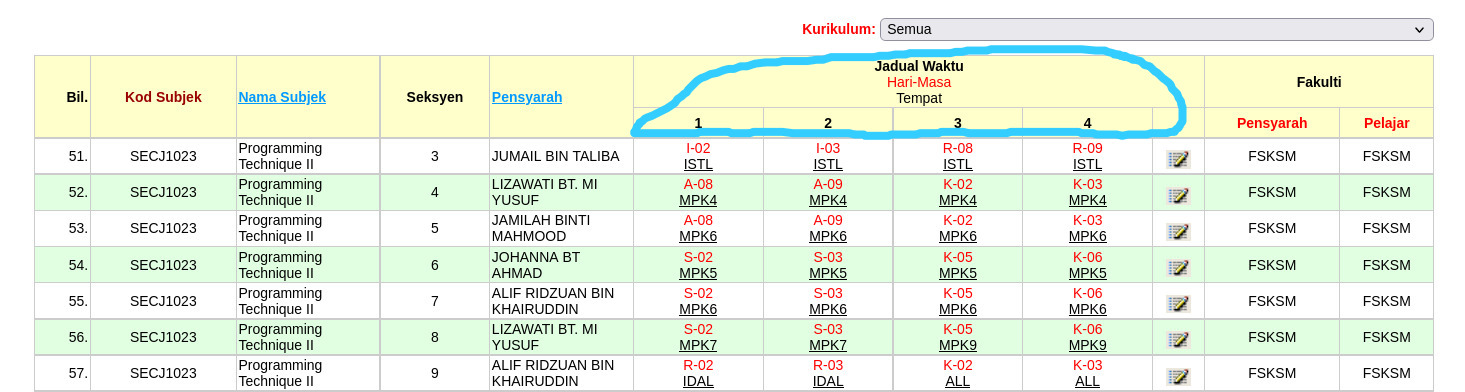 Kurikulum: Semua
Jadual Waktu
Hari-Masa
Tempat
Bil. Kod Subjek Nama Subjek Seksyen Pensyarah Fakulti
1 2 3 4 Pensyarah Pelajar
51. SECJ1023 Programming Technique II 3 JUMAIL BIN TALIBA I-02 ISTL I-03 ISTL R-08 ISTL R-09 ISTL FSKSM FSKSM
52. SECJ1023 Programming Technique II 4 LIZAWATI BT. MI YUSUF A-08 MPK4 A-09 MPK4 K-02 MPK4 K-03 MPK4 FSKSM FSKSM
53. SECJ1023 Programming Technique II 5 JAMILAH BINTI MAHMOOD A-08 MPK6 A-09 MPK6 K-02 MPK6 K-03 MPK6 FSKSM FSKSM
54. SECJ1023 Programming Technique II 6 JOHANNA BT AHMAD S-02 MPK5 S-03 MPK5 K-05 MPK5 K-06 MPK5 FSKSM FSKSM
55. SECJ1023 Programming Technique II 7 ALIF RIDZUAN BIN KHAIRUDDIN S-02 MPK6 S-03 MPK6 K-05 MPK6 K-06 MPK6 FSKSM FSKSM
56. SECJ1023 Programming Technique II 8 LIZAWATI BT. MI YUSUF S-02 MPK7 S-03 MPK7 K-05 MPK9 K-06 MPK9 FSKSM FSKSM
57. SECJ1023 Programming Technique II 9 ALIF RIDZUAN BIN KHAIRUDDIN R-02 IDAL R-03 IDAL K-02 ALL K-03 ALL FSKSM FSKSM